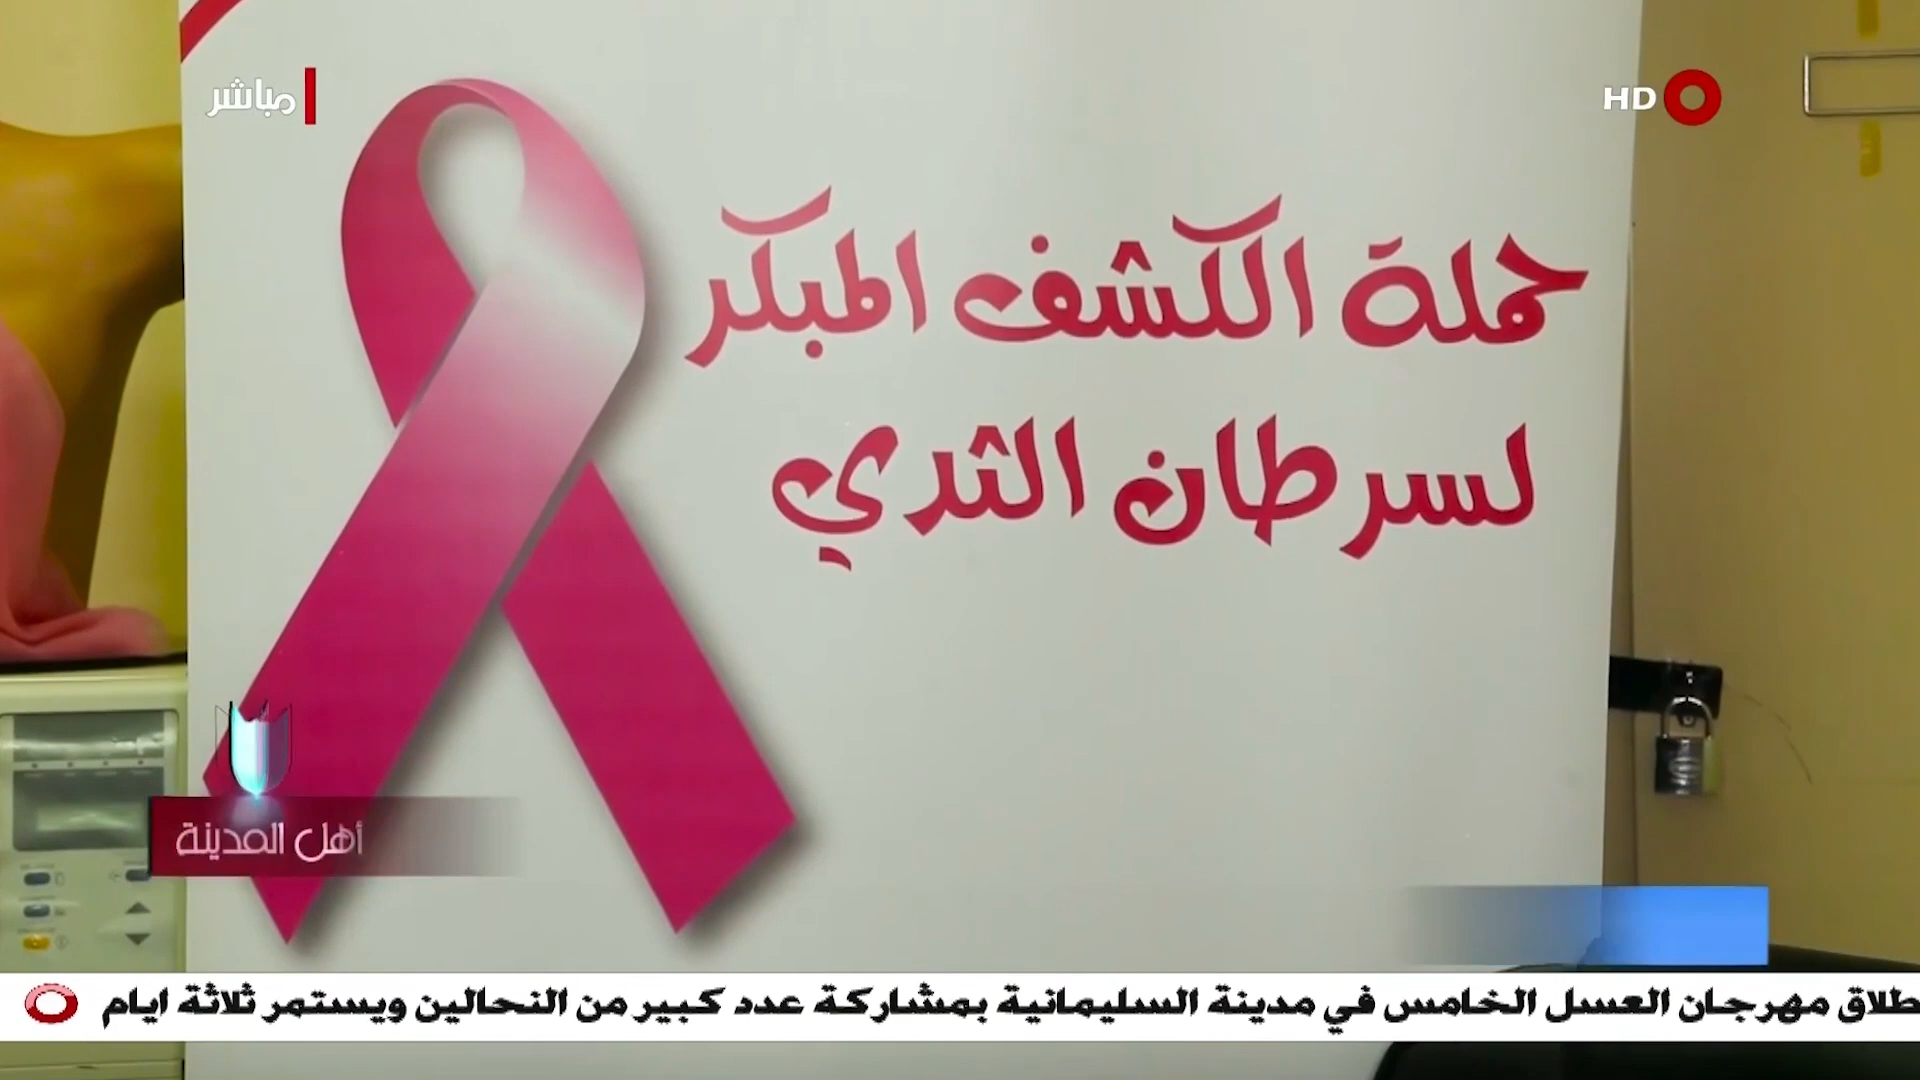 مباشر
HD
حملة الكشف المبكر
لسرطان الثدي
أهل المدينة
طلاق مهرجان العسل الخامس في مدينة السليمانية بمشاركة عدد كبير من النحالين ويستمر ثلاثة ايام